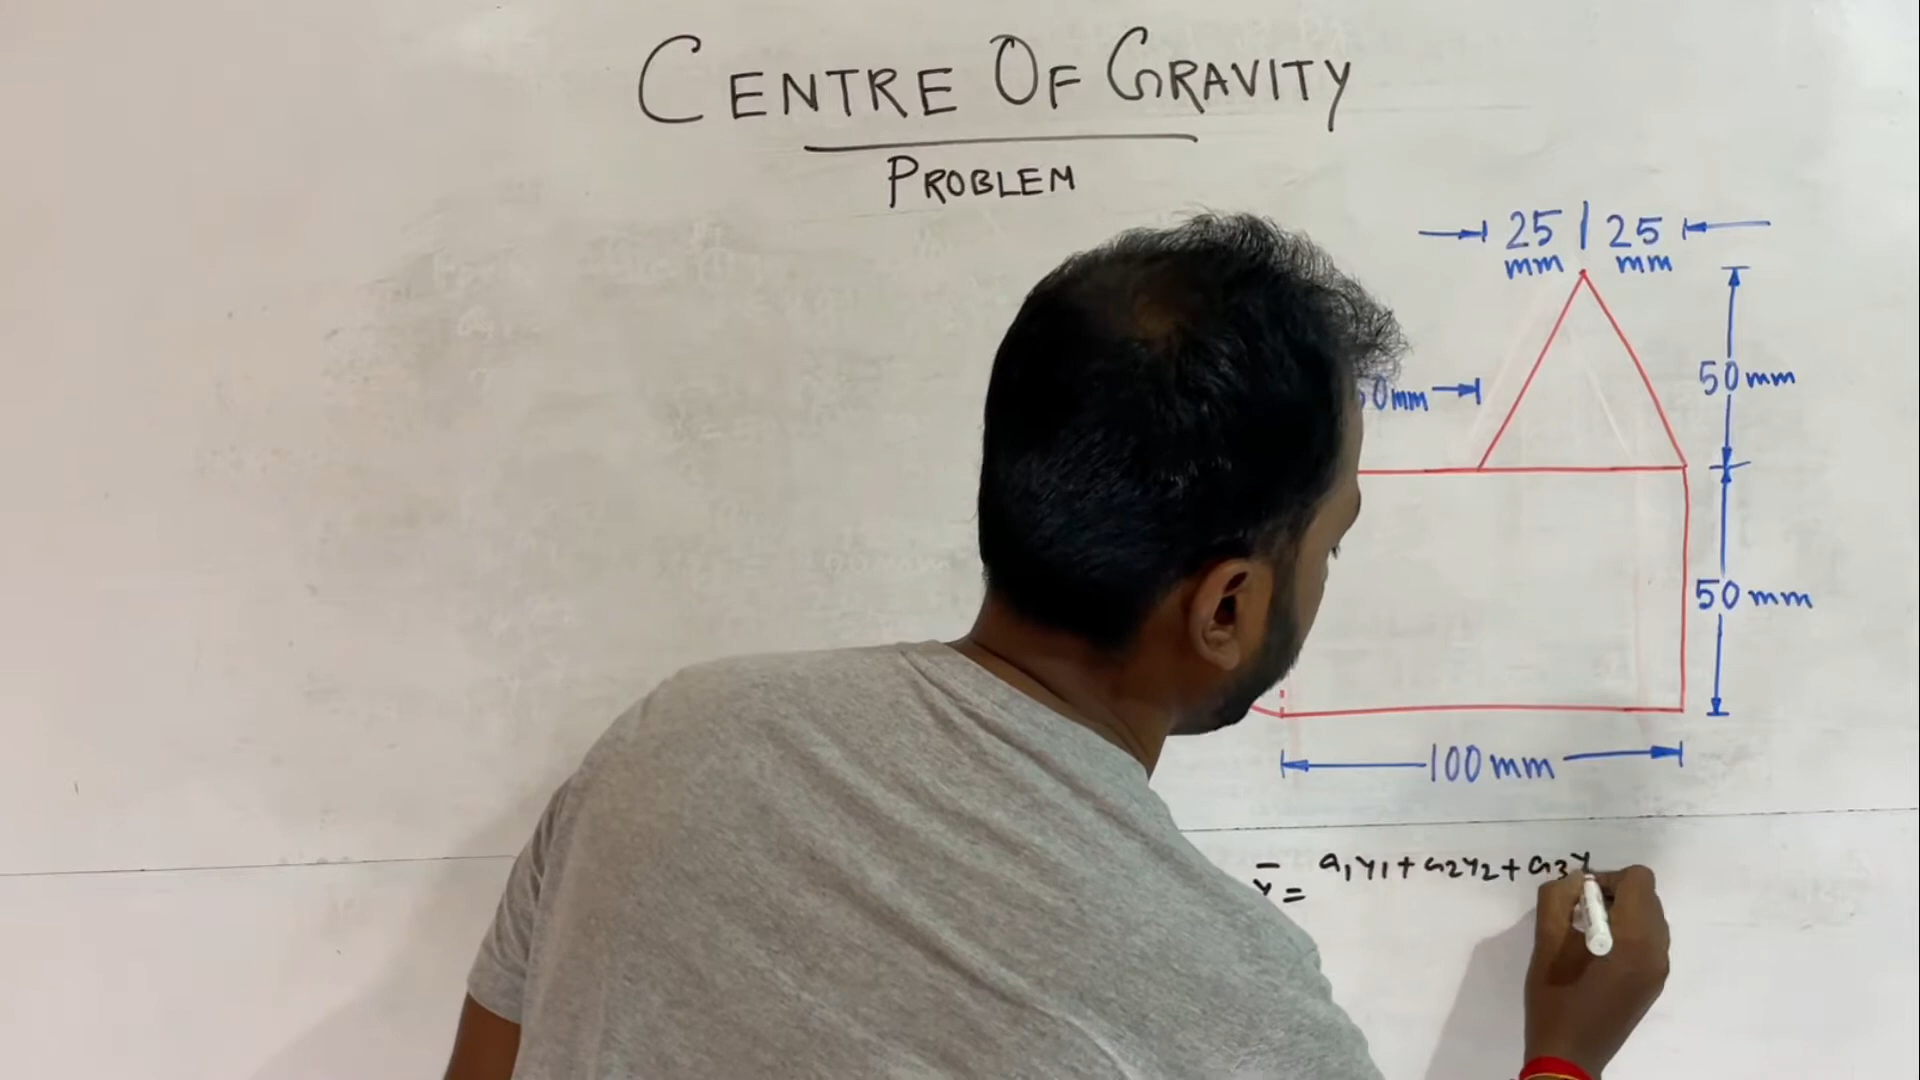 CENTRE OF GRAVITY
PROBLEM
25 | 25
mm mm
50mm
0mm
50mm
100mm
ȳ = a₁y₁ + a₂y₂ + a₃y